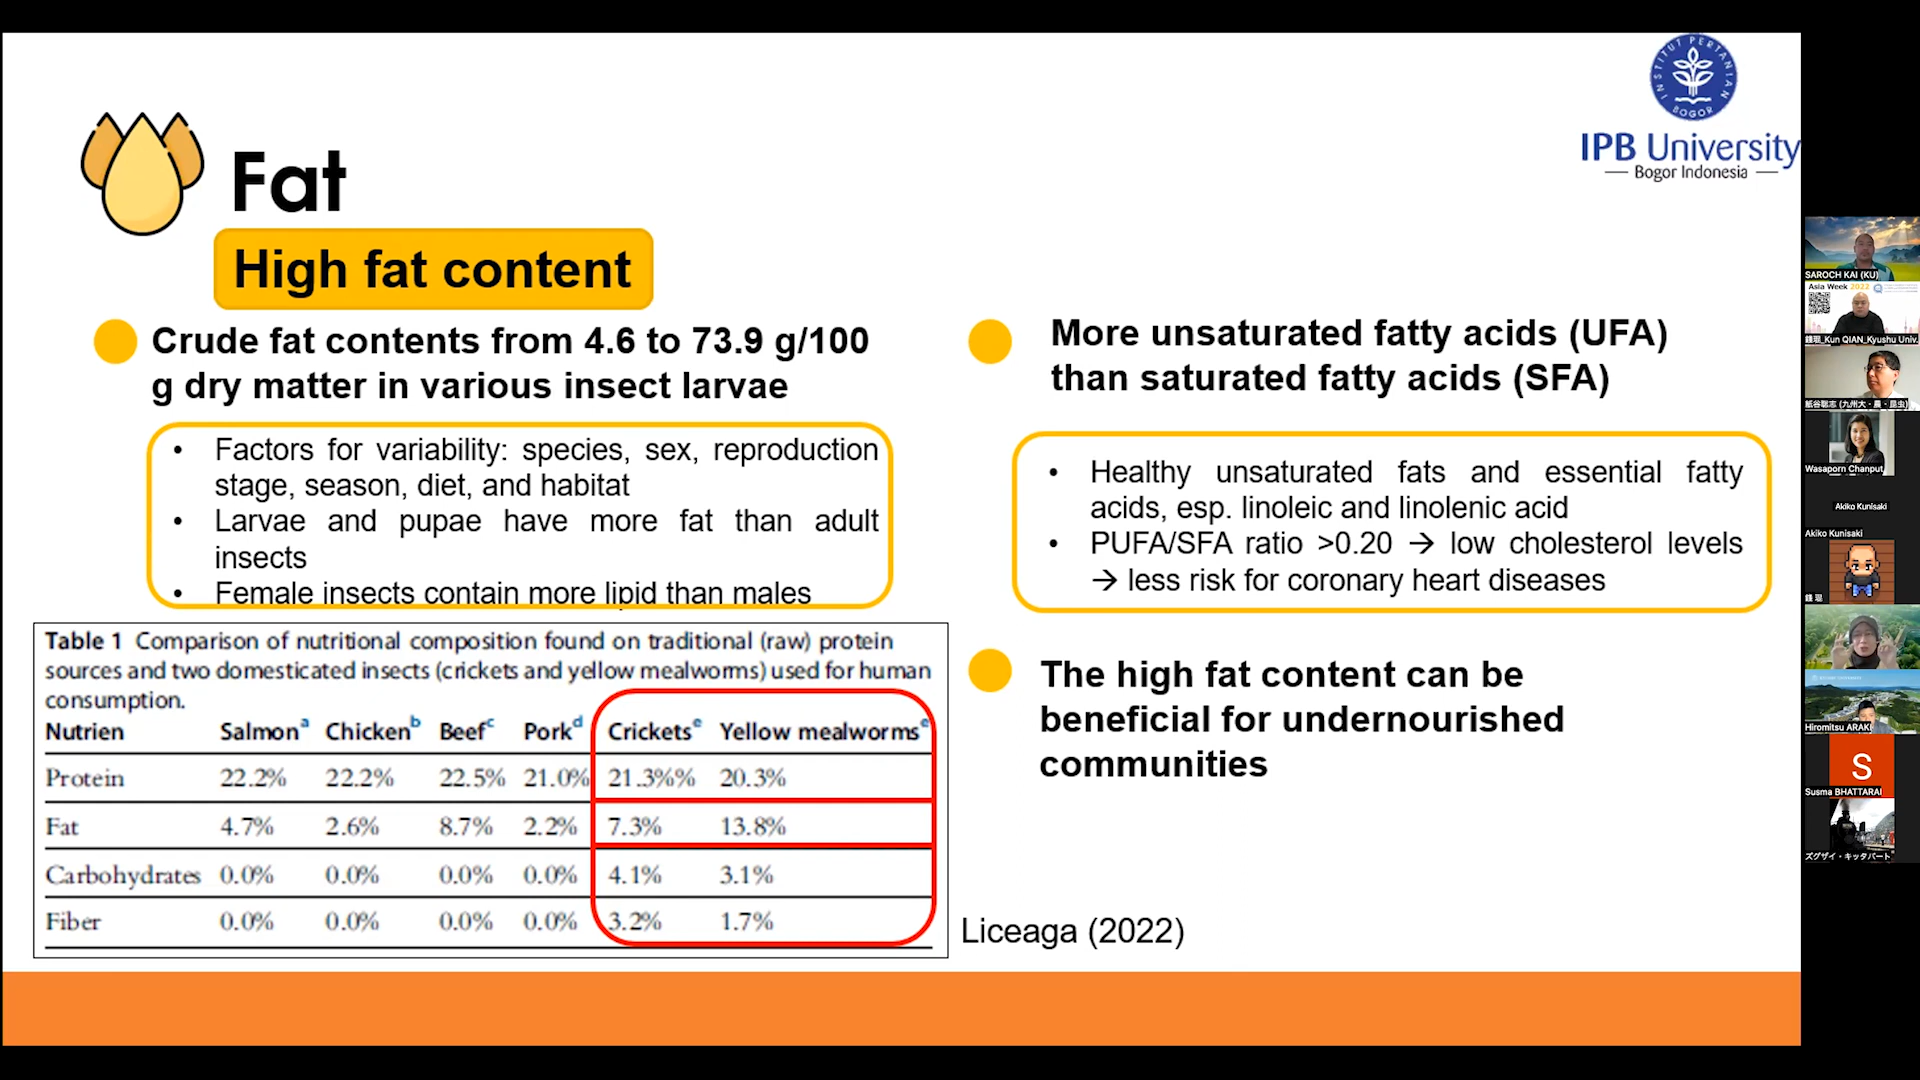 INSTITUT PERTANIAN
BOGOR
IPB University
Bogor Indonesia
Fat
High fat content
Crude fat contents from 4.6 to 73.9 g/100
g dry matter in various insect larvae
• Factors for variability: species, sex, reproduction
stage, season, diet, and habitat
• Larvae and pupae have more fat than adult
insects
• Female insects contain more lipid than males
More unsaturated fatty acids (UFA)
than saturated fatty acids (SFA)
• Healthy unsaturated fats and essential fatty
acids, esp. linoleic and linolenic acid
• PUFA/SFA ratio >0.20 → low cholesterol levels
→ less risk for coronary heart diseases
The high fat content can be
beneficial for undernourished
communities
Table 1 Comparison of nutritional composition found on traditional (raw) protein
sources and two domesticated insects (crickets and yellow mealworms) used for human
consumption.
Nutrien Salmon a Chicken b Beef c Pork d Crickets e Yellow mealworms e
Protein 22.2% 22.2% 22.5% 21.0% 21.3%% 20.3%
Fat 4.7% 2.6% 8.7% 2.2% 7.3% 13.8%
Carbohydrates 0.0% 0.0% 0.0% 0.0% 4.1% 3.1%
Fiber 0.0% 0.0% 0.0% 0.0% 3.2% 1.7%
Liceaga (2022)
SAROCH KAI (KU)
Asia Week 2022
錢琨_Kun QIAN_Kyushu Univ.
紙谷聡志 (九州大・農・昆虫)
Wasaporn Chanput
Akiko Kunisaki
Akiko Kunisaki
錢 琨
Hiromitsu ARAKI
S
Susma BHATTARAI
ズグザイ・キッタバート